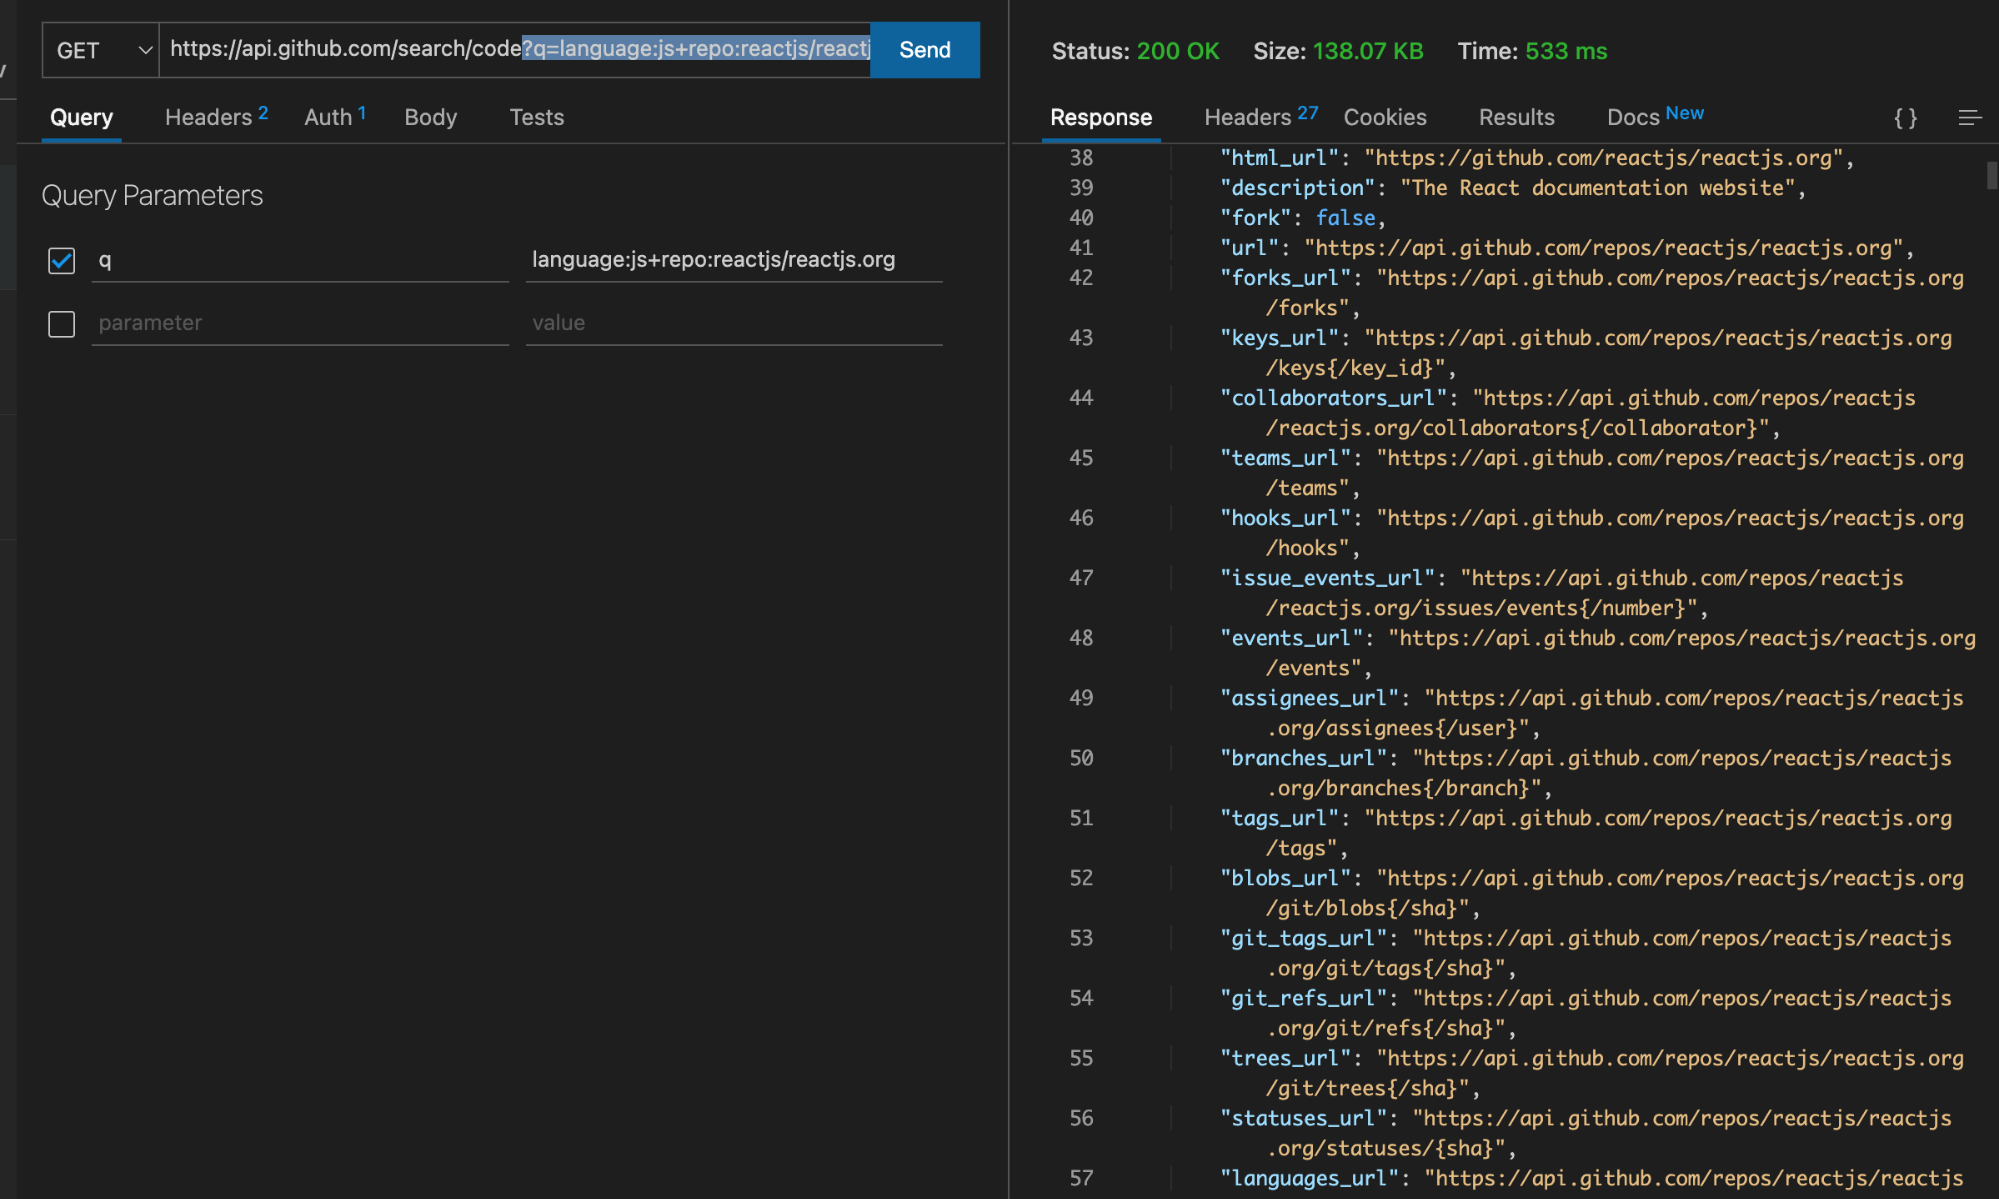 GET
https://api.github.com/search/code?q=language:js+repo:reactjs/reactj
Send
Query
Headers 2
Auth 1
Body
Tests
Query Parameters
q
language:js+repo:reactjs/reactjs.org
parameter
value
Status: 200 OK
Size: 138.07 KB
Time: 533 ms
Response
Headers 27
Cookies
Results
Docs New
{ }
38 "html_url": "https://github.com/reactjs/reactjs.org",
39 "description": "The React documentation website",
40 "fork": false,
41 "url": "https://api.github.com/repos/reactjs/reactjs.org",
42 "forks_url": "https://api.github.com/repos/reactjs/reactjs.org
/forks",
43 "keys_url": "https://api.github.com/repos/reactjs/reactjs.org
/keys{/key_id}",
44 "collaborators_url": "https://api.github.com/repos/reactjs
/reactjs.org/collaborators{/collaborator}",
45 "teams_url": "https://api.github.com/repos/reactjs/reactjs.org
/teams",
46 "hooks_url": "https://api.github.com/repos/reactjs/reactjs.org
/hooks",
47 "issue_events_url": "https://api.github.com/repos/reactjs
/reactjs.org/issues/events{/number}",
48 "events_url": "https://api.github.com/repos/reactjs/reactjs.org
/events",
49 "assignees_url": "https://api.github.com/repos/reactjs/reactjs
.org/assignees{/user}",
50 "branches_url": "https://api.github.com/repos/reactjs/reactjs
.org/branches{/branch}",
51 "tags_url": "https://api.github.com/repos/reactjs/reactjs.org
/tags",
52 "blobs_url": "https://api.github.com/repos/reactjs/reactjs.org
/git/blobs{/sha}",
53 "git_tags_url": "https://api.github.com/repos/reactjs/reactjs
.org/git/tags{/sha}",
54 "git_refs_url": "https://api.github.com/repos/reactjs/reactjs
.org/git/refs{/sha}",
55 "trees_url": "https://api.github.com/repos/reactjs/reactjs.org
/git/trees{/sha}",
56 "statuses_url": "https://api.github.com/repos/reactjs/reactjs
.org/statuses/{sha}",
57 "languages_url": "https://api.github.com/repos/reactjs/reactjs